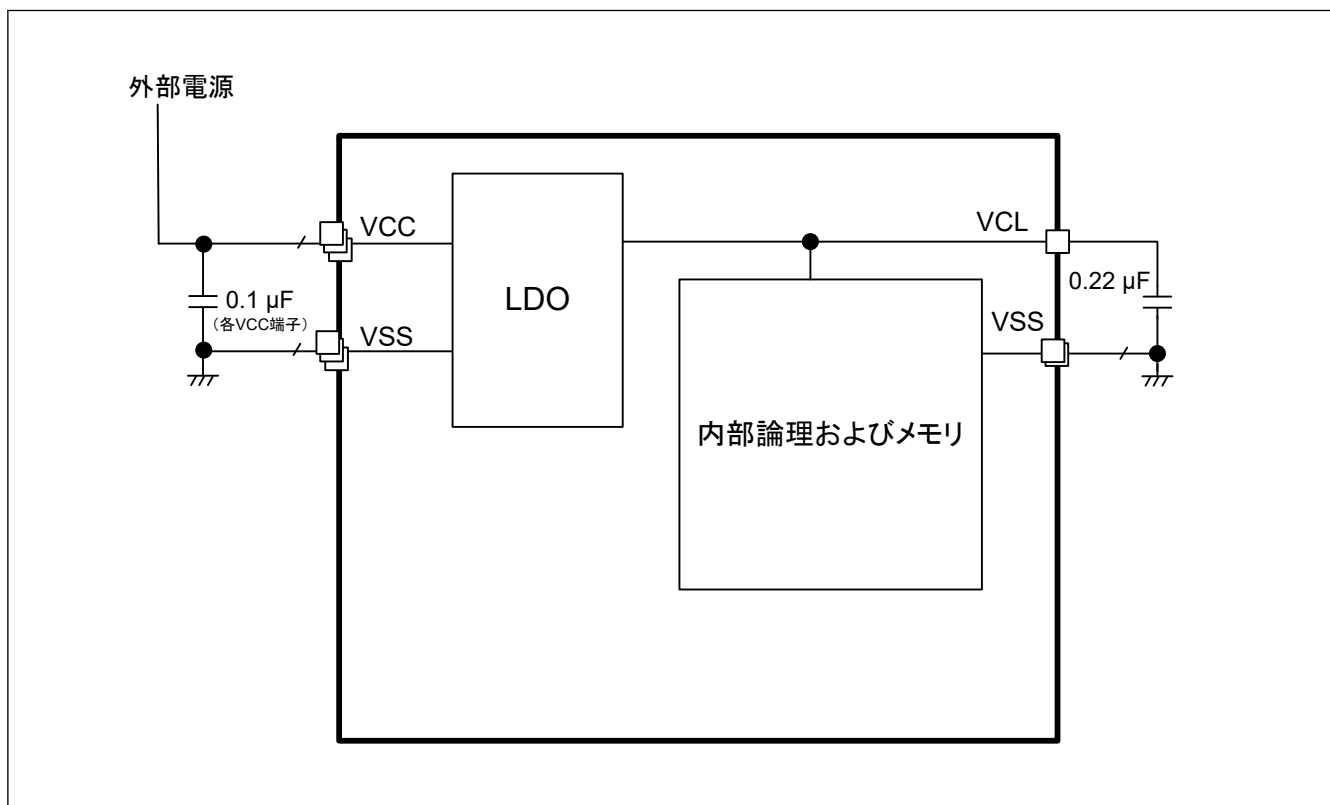 外部電源
VCC
VCL
LDO
0.1 µF
(各VCC端子)
0.22 µF
VSS
VSS
内部論理およびメモリ